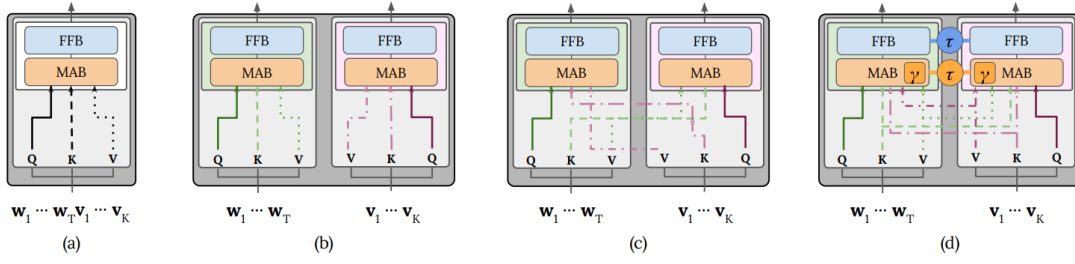 FFB FFB FFB FFB FFB FFB FFB
τ
MAB MAB MAB MAB MAB MAB γ τ γ MAB
Q K V Q K V V K Q Q K V V K Q Q K V V K Q
w1 ··· wT v1 ··· vK w1 ··· wT v1 ··· vK w1 ··· wT v1 ··· vK w1 ··· wT v1 ··· vK
(a) (b) (c) (d)